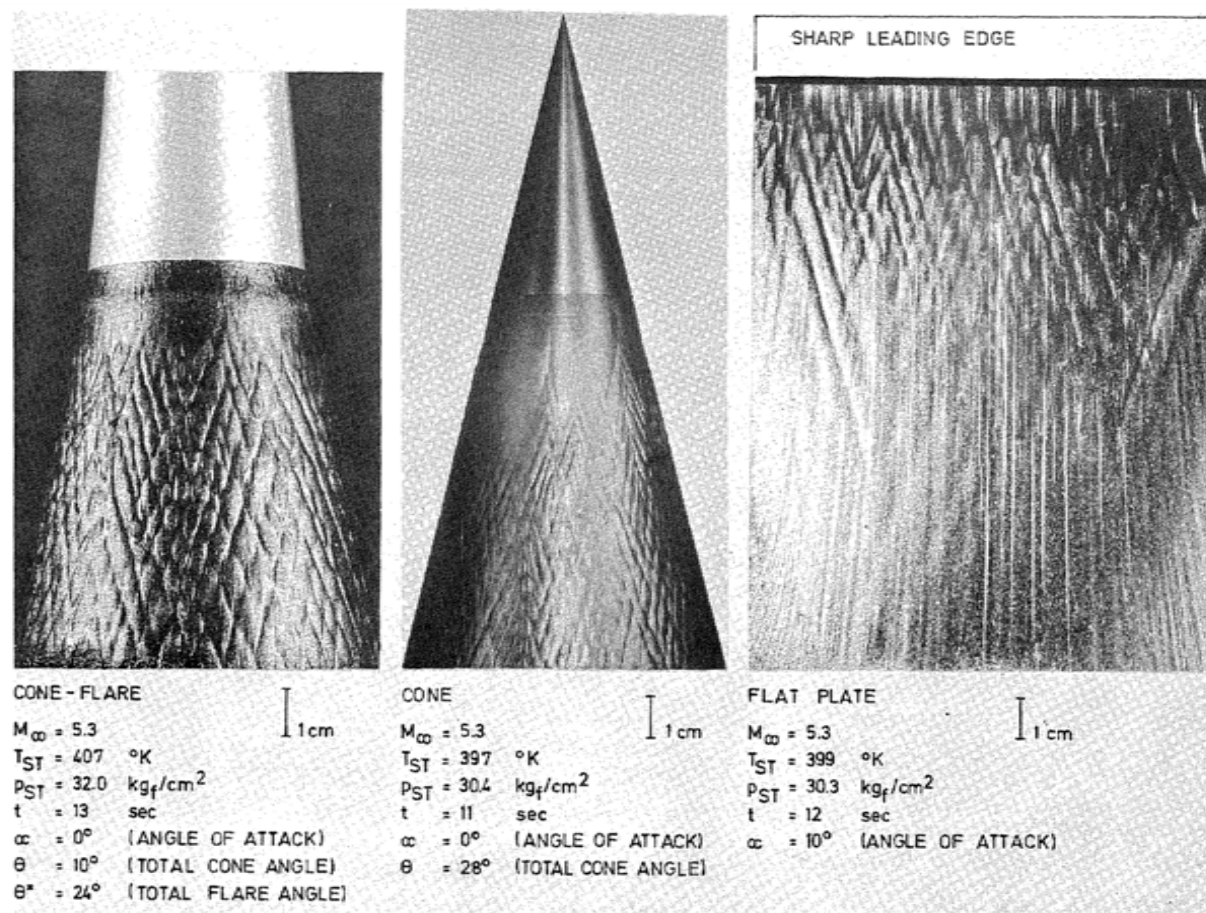 SHARP LEADING EDGE
CONE-FLARE
1 cm
M∞ = 5.3
TST = 407 °K
PST = 32.0 kgf/cm²
t = 13 sec
α = 0° (ANGLE OF ATTACK)
θ = 10° (TOTAL CONE ANGLE)
θ* = 24° (TOTAL FLARE ANGLE)
CONE
1 cm
M∞ = 5.3
TST = 397 °K
PST = 30.4 kgf/cm²
t = 11 sec
α = 0° (ANGLE OF ATTACK)
θ = 28° (TOTAL CONE ANGLE)
FLAT PLATE
1 cm
M∞ = 5.3
TST = 399 °K
PST = 30.3 kgf/cm²
t = 12 sec
α = 10° (ANGLE OF ATTACK)